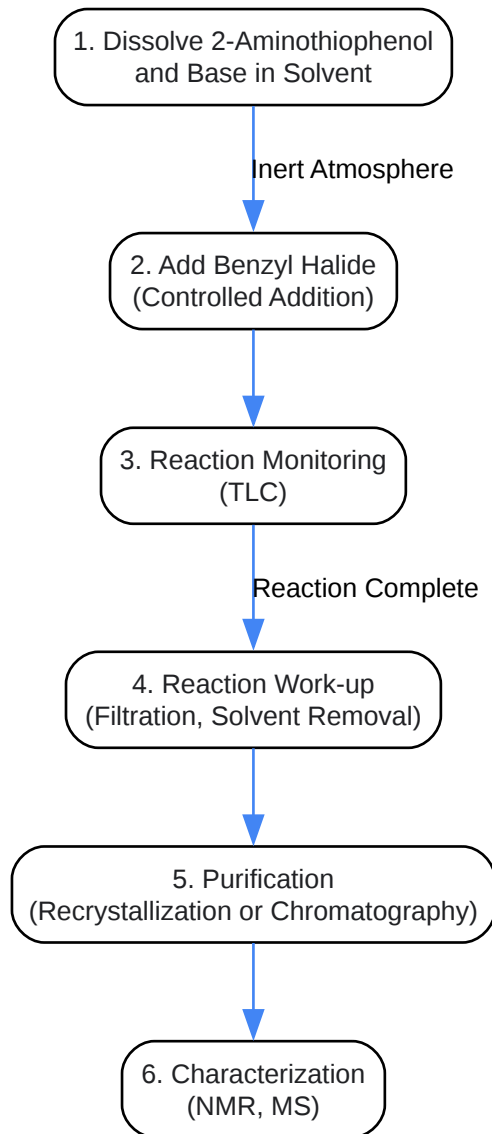 1. Dissolve 2-Aminothiophenol
and Base in Solvent
Inert Atmosphere
2. Add Benzyl Halide
(Controlled Addition)
3. Reaction Monitoring
(TLC)
Reaction Complete
4. Reaction Work-up
(Filtration, Solvent Removal)
5. Purification
(Recrystallization or Chromatography)
6. Characterization
(NMR, MS)